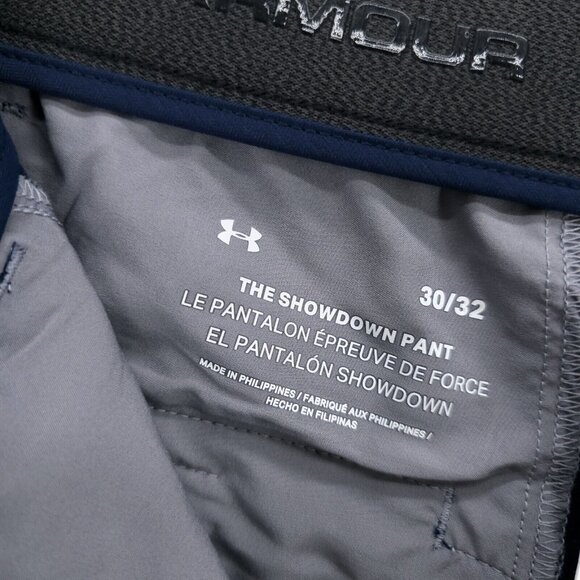 ARMOUR
30/32
THE SHOWDOWN PANT
LE PANTALON ÉPREUVE DE FORCE
EL PANTALÓN SHOWDOWN
MADE IN PHILIPPINES / FABRIQUÉ AUX PHILIPPINES /
HECHO EN FILIPINAS